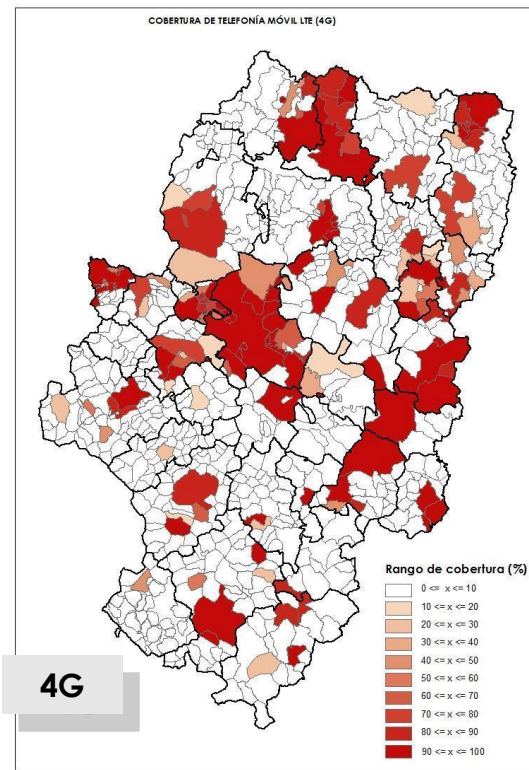 COBERTURA DE TELEFONÍA MÓVIL LTE (4G)
Rango de cobertura (%)
0 <= x <= 10
10 <= x <= 20
20 <= x <= 30
30 <= x <= 40
40 <= x <= 50
50 <= x <= 60
60 <= x <= 70
70 <= x <= 80
80 <= x <= 90
90 <= x <= 100
4G